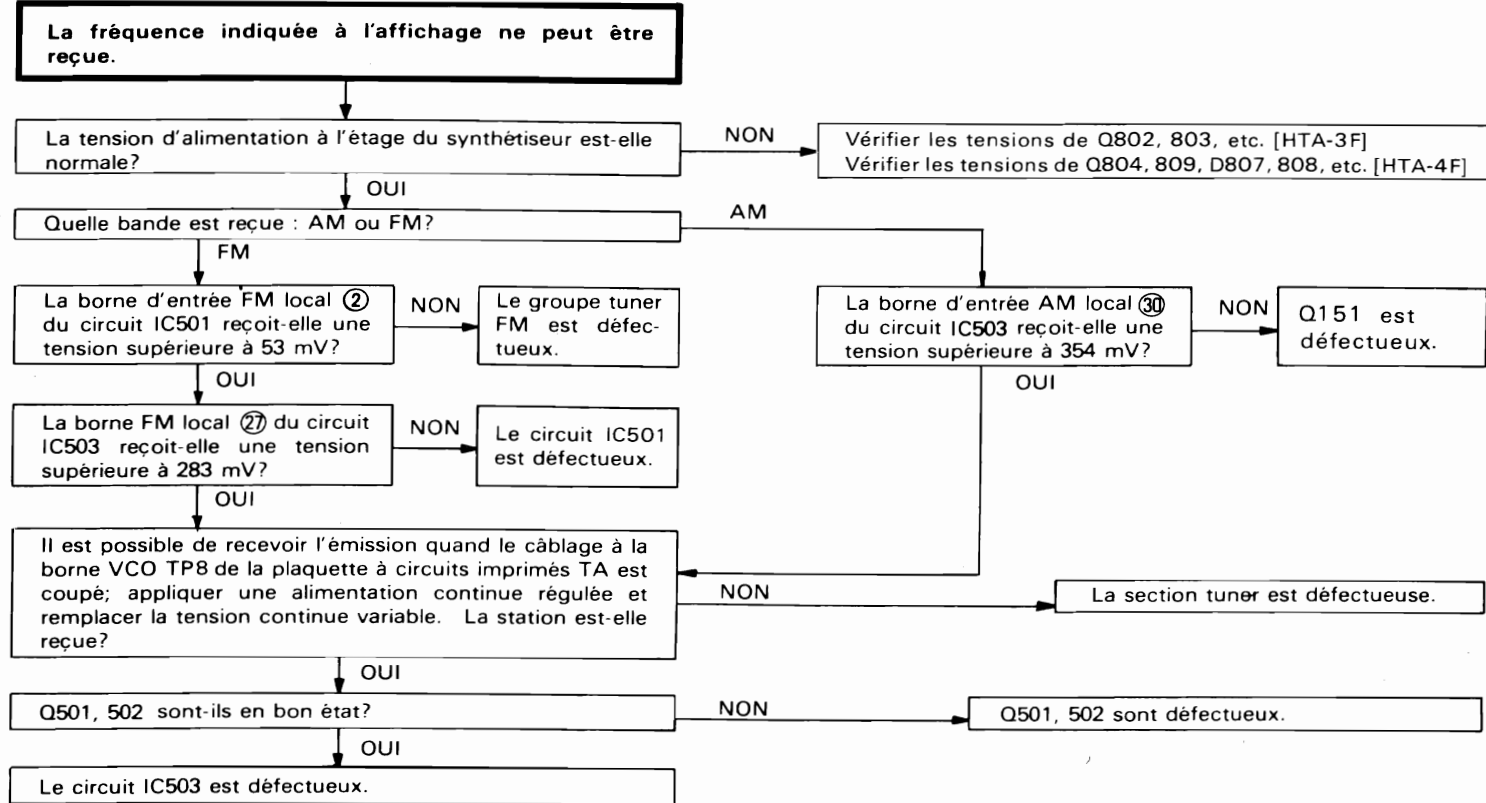 La fréquence indiquée à l'affichage ne peut être
reçue.
La tension d'alimentation à l'étage du synthétiseur est-elle
normale?
NON
Vérifier les tensions de Q802, 803, etc. [HTA-3F]
Vérifier les tensions de Q804, 809, D807, 808, etc. [HTA-4F]
OUI
Quelle bande est reçue : AM ou FM?
AM
FM
La borne d'entrée FM local ②
du circuit IC501 reçoit-elle une
tension supérieure à 53 mV?
NON
Le groupe tuner
FM est défec-
tueux.
La borne d'entrée AM local ㉚
du circuit IC503 reçoit-elle une
tension supérieure à 354 mV?
NON
Q151 est
défectueux.
OUI
OUI
La borne FM local ㉗ du circuit
IC503 reçoit-elle une tension
supérieure à 283 mV?
NON
Le circuit IC501
est défectueux.
OUI
Il est possible de recevoir l'émission quand le câblage à la
borne VCO TP8 de la plaquette à circuits imprimés TA est
coupé; appliquer une alimentation continue régulée et
remplacer la tension continue variable. La station est-elle
reçue?
NON
La section tuner est défectueuse.
OUI
Q501, 502 sont-ils en bon état?
NON
Q501, 502 sont défectueux.
OUI
Le circuit IC503 est défectueux.